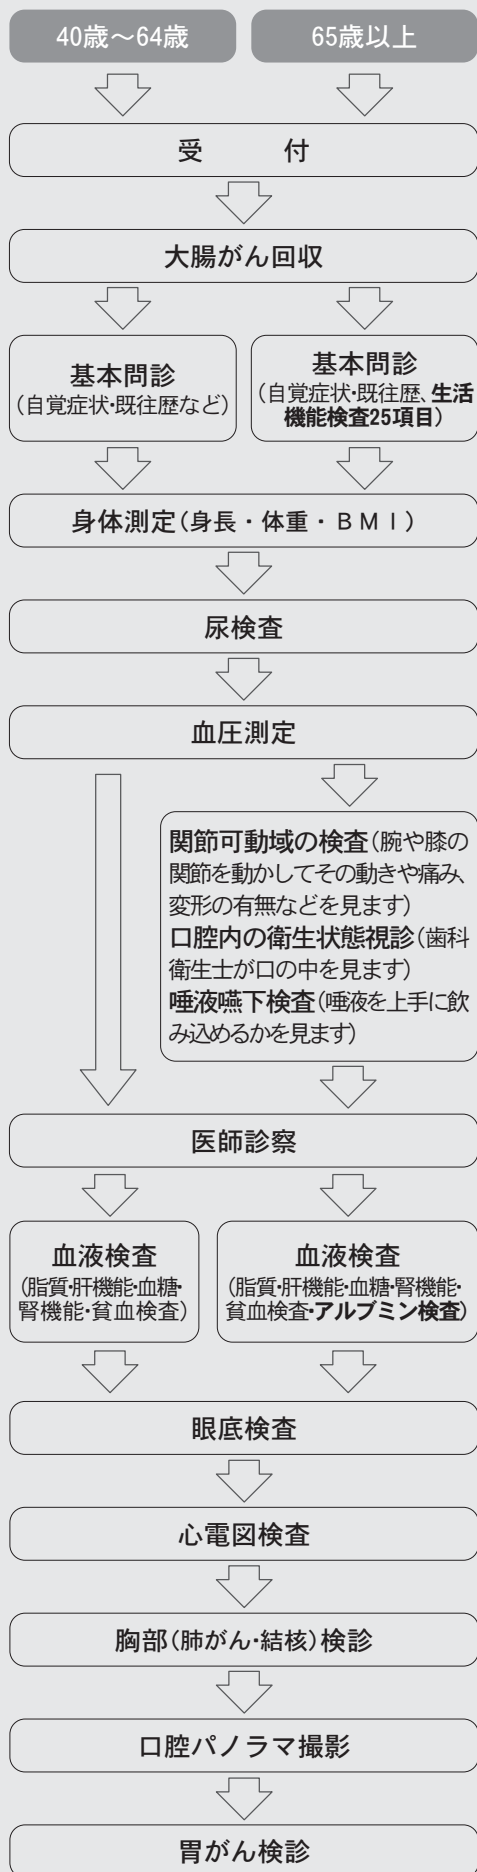 40歳～64歳
65歳以上
受付
大腸がん回収
基本問診
(自覚症状・既往歴など)
基本問診
(自覚症状・既往歴、生活
機能検査25項目)
身体測定(身長・体重・ＢＭＩ)
尿検査
血圧測定
関節可動域の検査(腕や膝の
関節を動かしてその動きや痛み、
変形の有無などを見ます)
口腔内の衛生状態視診(歯科
衛生士が口の中を見ます)
唾液嚥下検査(唾液を上手に飲
み込めるかを見ます)
医師診察
血液検査
(脂質・肝機能・血糖・
腎機能・貧血検査)
血液検査
(脂質・肝機能・血糖・腎機能・
貧血検査・アルブミン検査)
眼底検査
心電図検査
胸部(肺がん・結核)検診
口腔パノラマ撮影
胃がん検診